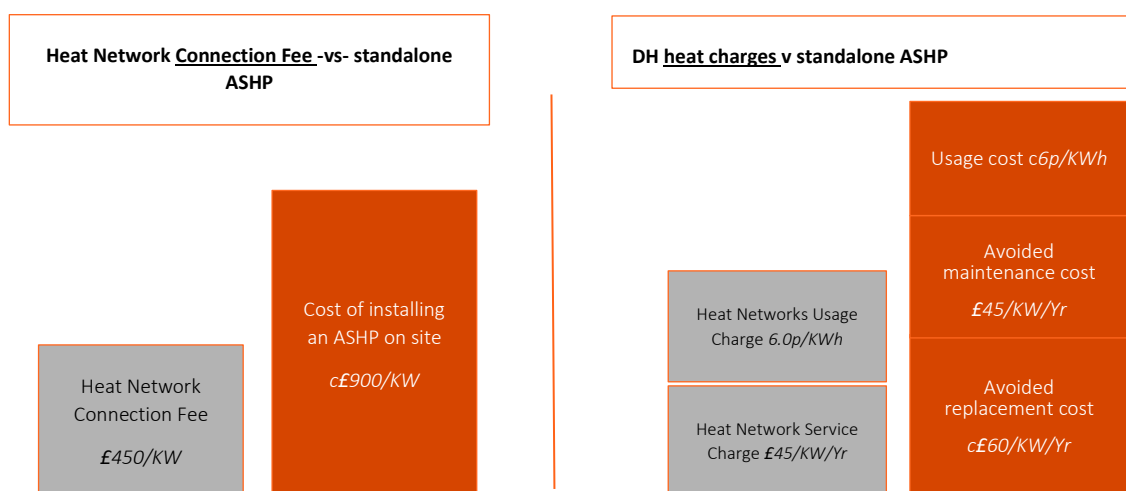 Heat Network Connection Fee -vs- standalone
ASHP
Heat Network
Connection Fee
£450/KW
Cost of installing
an ASHP on site
c£900/KW
DH heat charges v standalone ASHP
Heat Networks Usage
Charge 6.0p/KWh
Heat Network Service
Charge £45/KW/Yr
Usage cost c6p/KWh
Avoided
maintenance cost
£45/KW/Yr
Avoided
replacement cost
c£60/KW/Yr